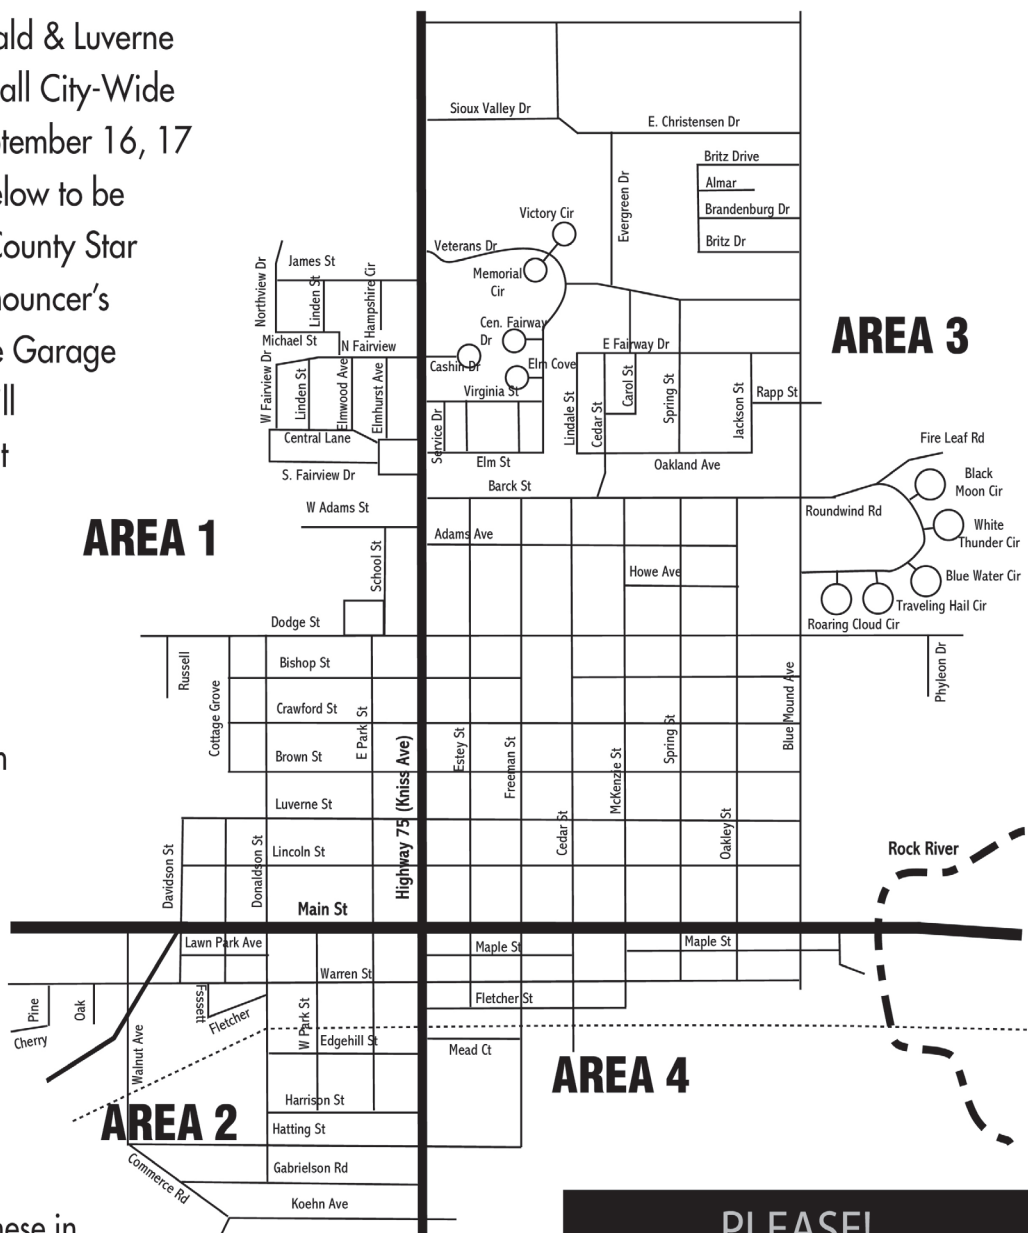 ald & Luverne
all City-Wide
tember 16, 17
elow to be
County Star
nouncer's
e Garage
ll
t
n
hese in
Sioux Valley Dr
E. Christensen Dr
Britz Drive
Almar
Brandenburg Dr
Britz Dr
Evergreen Dr
Victory Cir
Veterans Dr
Memorial
Cir
Northview Dr
James St
Linden St
Hampshire Cir
Michael St
N Fairview
Cen. Fairway
Dr
E Fairway Dr
AREA 3
Cashin Dr
Elm Cove
W Fairview Dr
Linden St
Elmwood Ave
Elmhurst Ave
Virginia St
Service Dr
Lindale St
Cedar St
Carol St
Spring St
Jackson St
Rapp St
Central Lane
S. Fairview Dr
Elm St
Oakland Ave
Fire Leaf Rd
Black
Moon Cir
Barck St
Roundwind Rd
White
Thunder Cir
W Adams St
AREA 1
Adams Ave
School St
Howe Ave
Blue Water Cir
Traveling Hail Cir
Roaring Cloud Cir
Dodge St
Russell
Bishop St
Phyleon Dr
Cottage Grove
Crawford St
E Park St
Brown St
Highway 75 (Kniss Ave)
Estey St
Freeman St
Cedar St
McKenzie St
Spring St
Oakley St
Blue Mound Ave
Luverne St
Davidson St
Donaldson St
Lincoln St
Rock River
Main St
Lawn Park Ave
Maple St
Maple St
Warren St
Pine
Oak
Fsssett
Fletcher
Fletcher St
Cherry
Walnut Ave
W Park St
Edgehill St
Mead Ct
AREA 4
Harrison St
AREA 2
Hatting St
Commerce Rd
Gabrielson Rd
Koehn Ave
PLEASE!